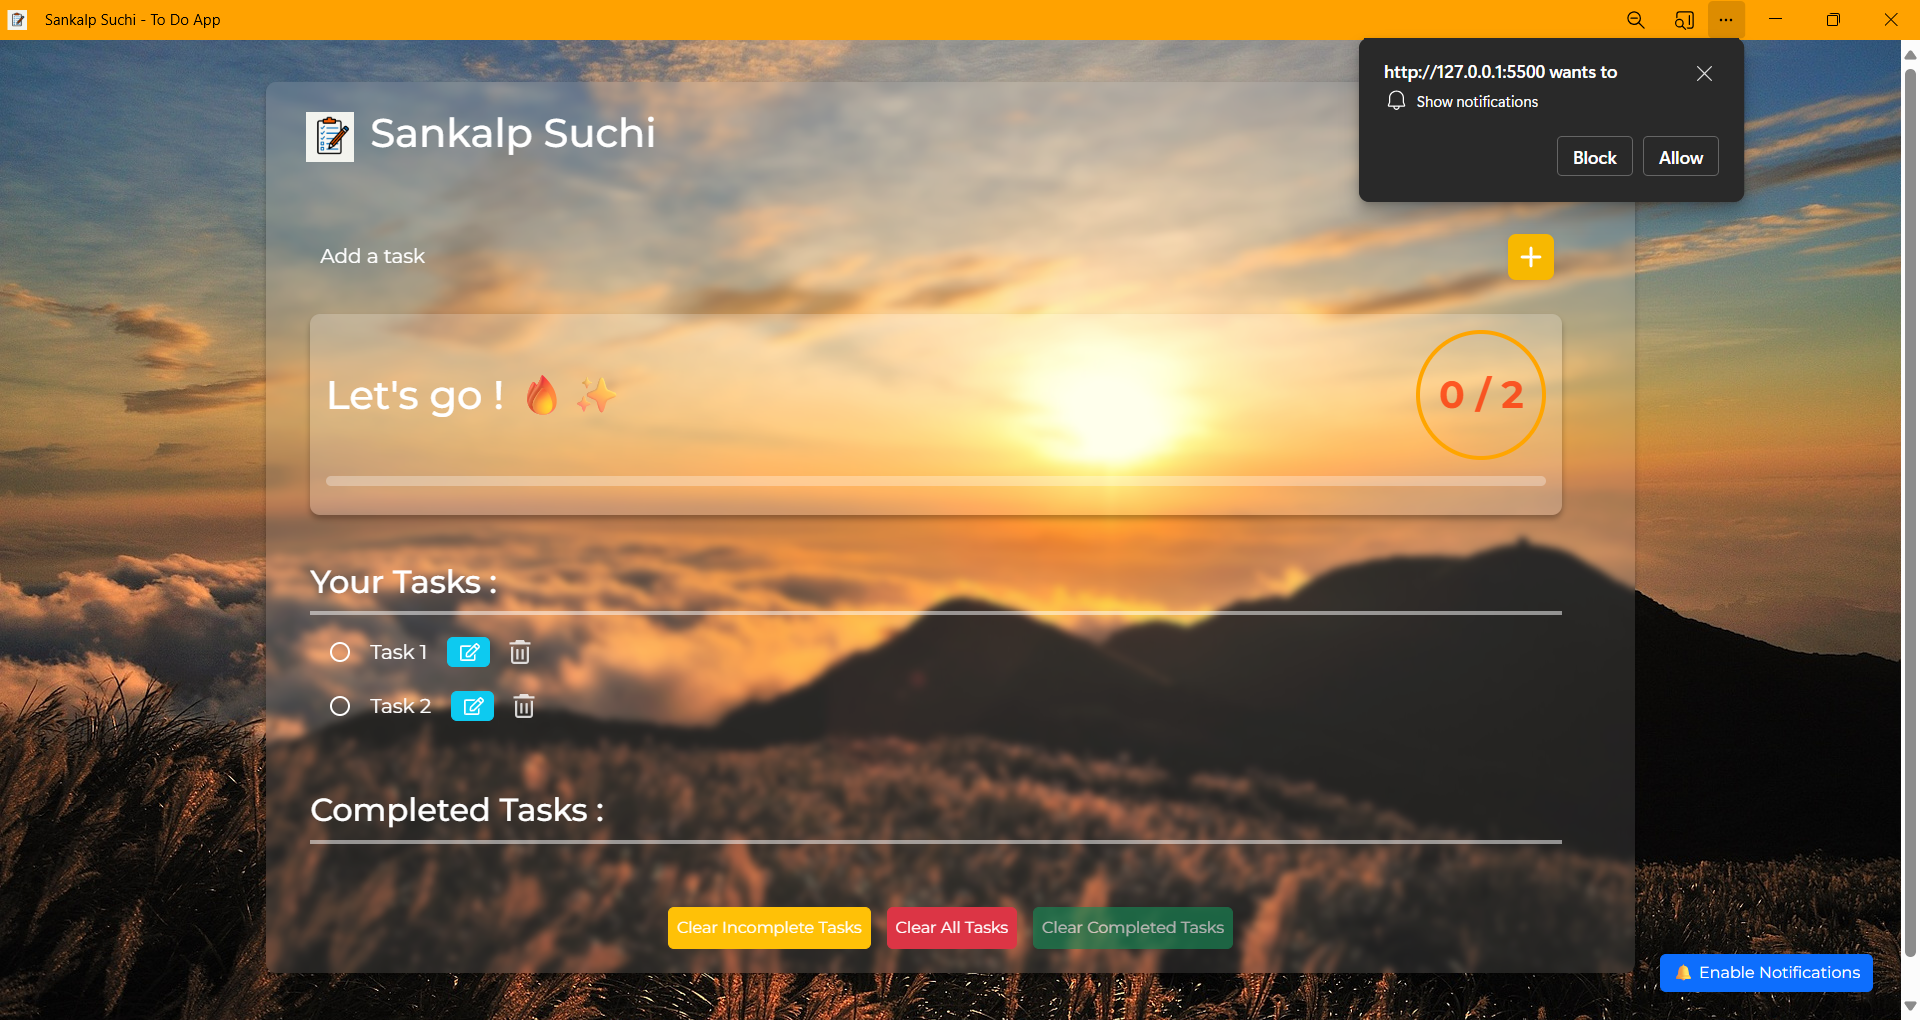 Sankalp Suchi - To Do App
http://127.0.0.1:5500 wants to
Show notifications
Block
Allow
Sankalp Suchi
Add a task
+
Let's go ! 🔥 ✨
0 / 2
Your Tasks :
Task 1
Task 2
Completed Tasks :
Clear Incomplete Tasks
Clear All Tasks
Clear Completed Tasks
🔔 Enable Notifications